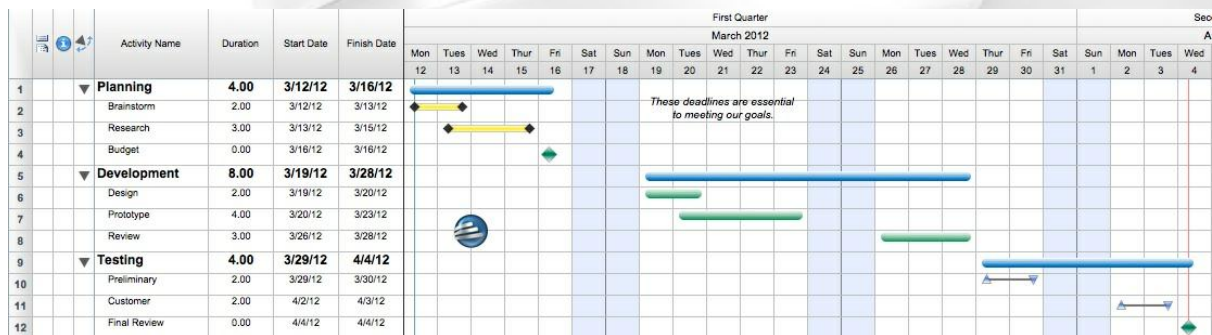 First Quarter Seco
March 2012 A
Activity Name Duration Start Date Finish Date Mon Tues Wed Thur Fri Sat Sun Mon Tues Wed Thur Fri Sat Sun Mon Tues Wed Thur Fri Sat Sun Mon Tues Wed
12 13 14 15 16 17 18 19 20 21 22 23 24 25 26 27 28 29 30 31 1 2 3 4
1 Planning 4.00 3/12/12 3/16/12
2 Brainstorm 2.00 3/12/12 3/13/12
These deadlines are essential
to meeting our goals.
3 Research 3.00 3/13/12 3/15/12
4 Budget 0.00 3/16/12 3/16/12
5 Development 8.00 3/19/12 3/28/12
6 Design 2.00 3/19/12 3/20/12
7 Prototype 4.00 3/20/12 3/23/12
8 Review 3.00 3/26/12 3/28/12
9 Testing 4.00 3/29/12 4/4/12
10 Preliminary 2.00 3/29/12 3/30/12
11 Customer 2.00 4/2/12 4/3/12
12 Final Review 0.00 4/4/12 4/4/12